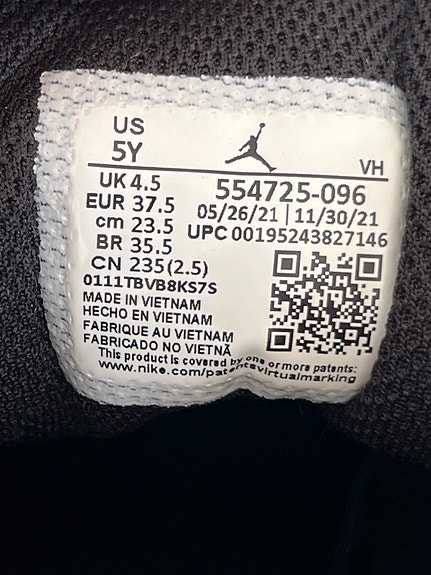 US
5Y
VH
UK 4.5
EUR 37.5
cm 23.5
BR 35.5
CN 235(2.5)
554725-096
05/26/21 | 11/30/21
UPC 00195243827146
0111TBVB8KS7S
MADE IN VIETNAM
HECHO EN VIETNAM
FABRIQUE AU VIETNAM
FABRICADO NO VIETNÃ
This product is covered by one or more patents:
www.nike.com/patentsvirtualmarking